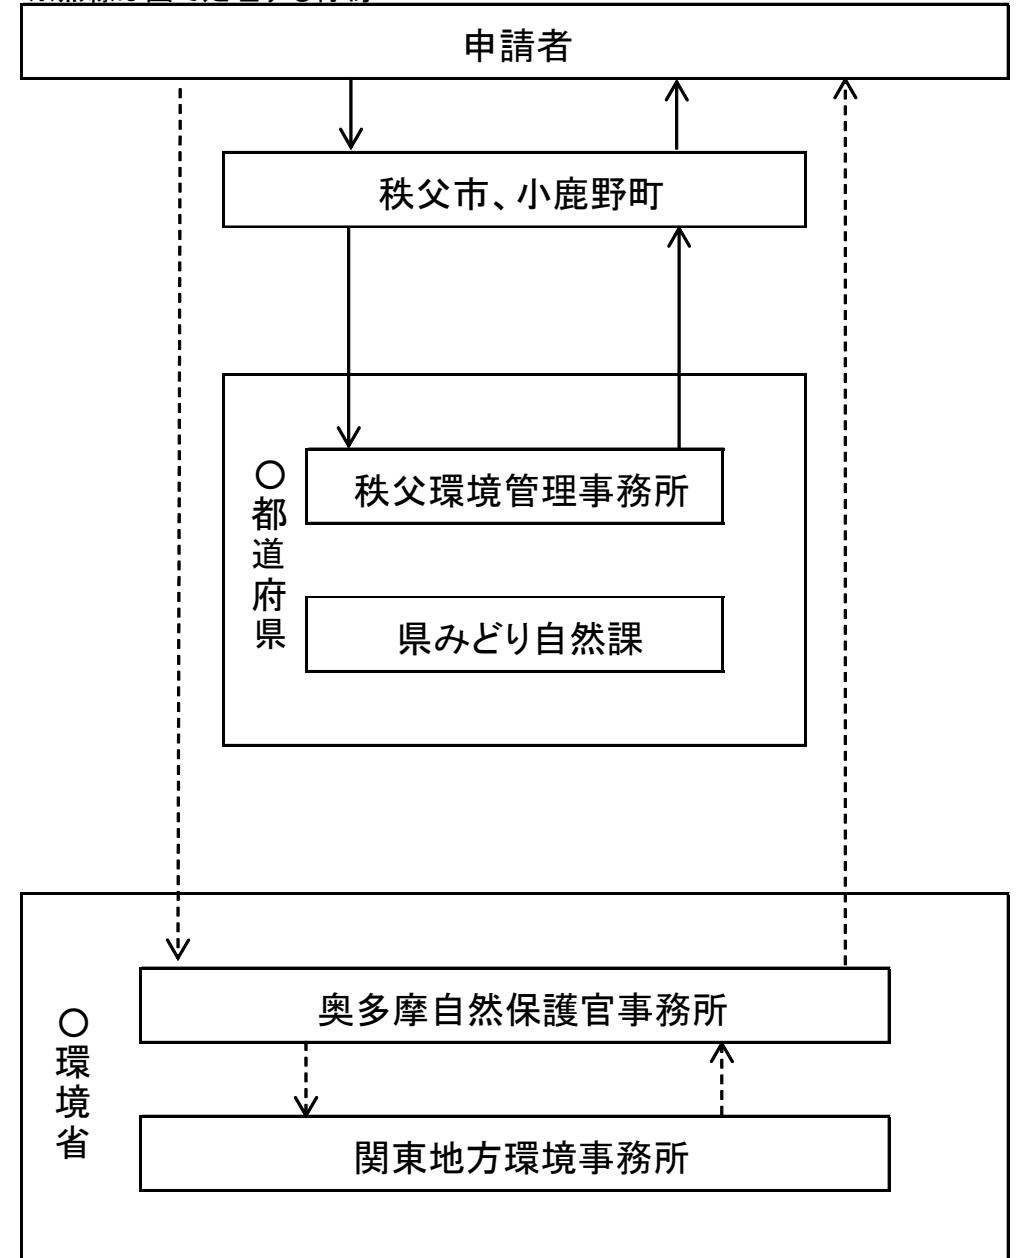 申請者
秩父市、小鹿野町
○都道府県
秩父環境管理事務所
県みどり自然課
○環境省
奥多摩自然保護官事務所
関東地方環境事務所